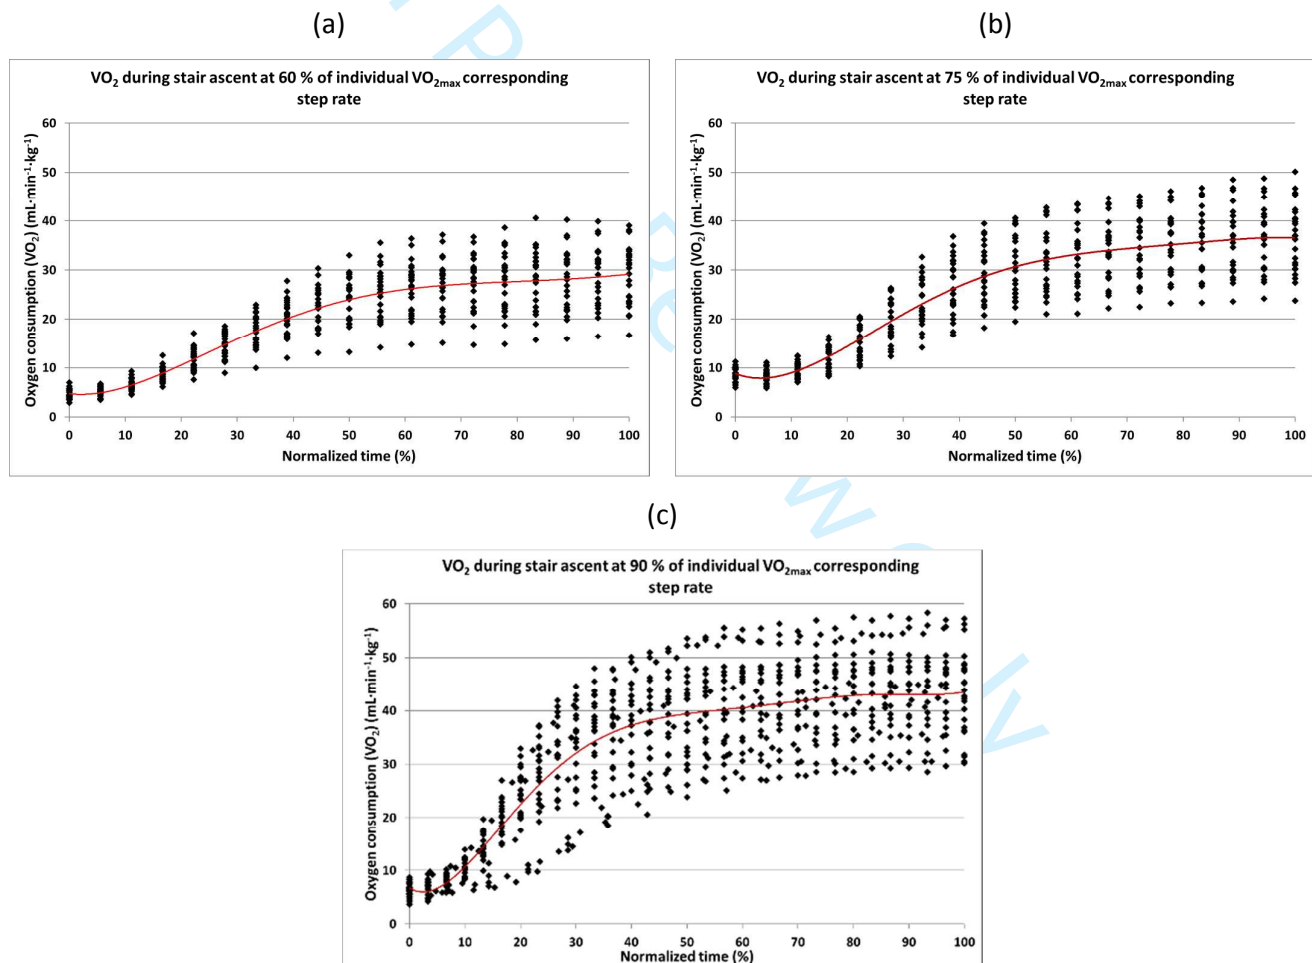 (a)
(b)
VO₂ during stair ascent at 60 % of individual VO₂max corresponding
step rate
Oxygen consumption (VO₂) (mL·min⁻¹·kg⁻¹)
60
50
40
30
20
10
0
0 10 20 30 40 50 60 70 80 90 100
Normalized time (%)
VO₂ during stair ascent at 75 % of individual VO₂max corresponding
step rate
Oxygen consumption (VO₂) (mL·min⁻¹·kg⁻¹)
60
50
40
30
20
10
0
0 10 20 30 40 50 60 70 80 90 100
Normalized time (%)
(c)
VO₂ during stair ascent at 90 % of individual VO₂max corresponding
step rate
Oxygen consumption (VO₂) (mL·min⁻¹·kg⁻¹)
60
50
40
30
20
10
0
0 10 20 30 40 50 60 70 80 90 100
Normalized time (%)